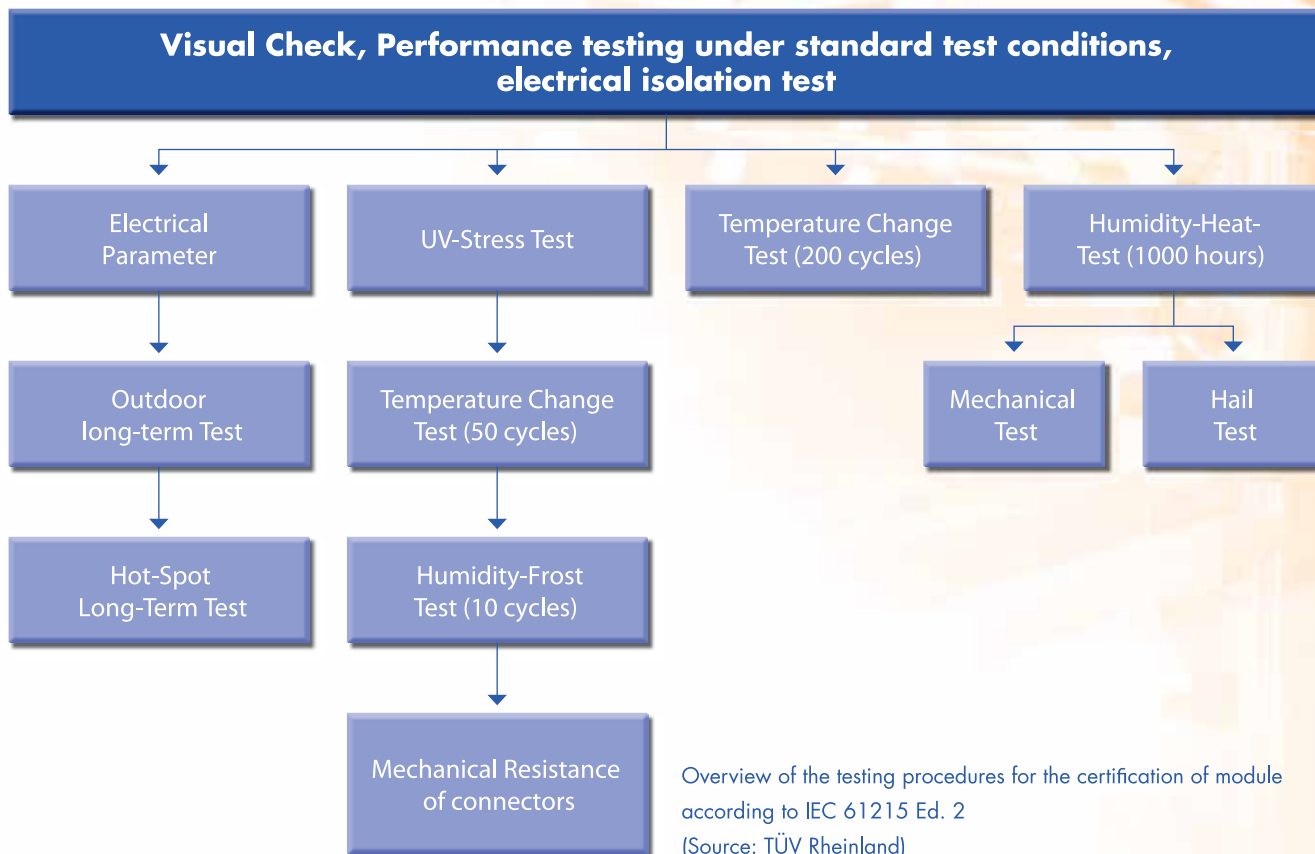 Visual Check, Performance testing under standard test conditions,
electrical isolation test
Electrical
Parameter
UV-Stress Test
Temperature Change
Test (200 cycles)
Humidity-Heat-
Test (1000 hours)
Outdoor
long-term Test
Temperature Change
Test (50 cycles)
Mechanical
Test
Hail
Test
Hot-Spot
Long-Term Test
Humidity-Frost
Test (10 cycles)
Mechanical Resistance
of connectors
Overview of the testing procedures for the certification of module
according to IEC 61215 Ed. 2
(Source: TÜV Rheinland)